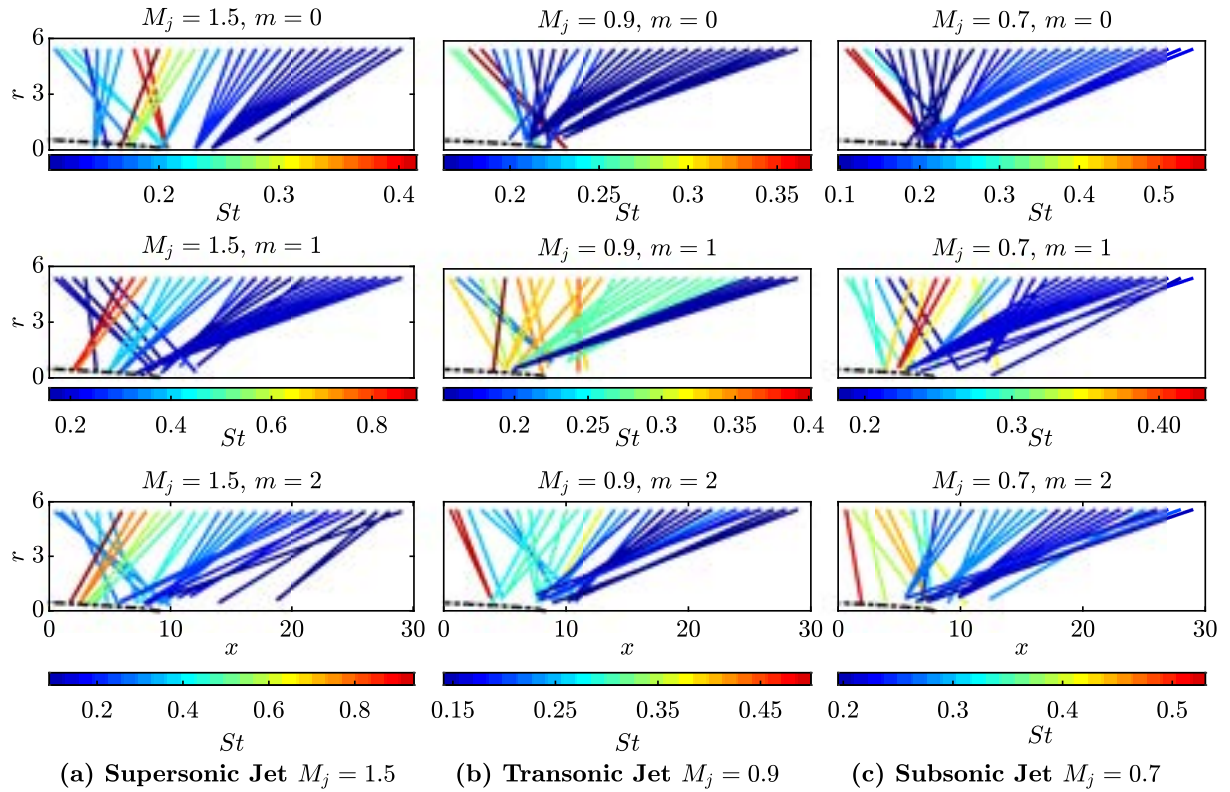 M_j = 1.5, m = 0 M_j = 0.9, m = 0 M_j = 0.7, m = 0
6
r 3
0
0.2 0.3 0.4 0.2 0.25 0.3 0.35 0.1 0.2 0.3 0.4 0.5
St St St
M_j = 1.5, m = 1 M_j = 0.9, m = 1 M_j = 0.7, m = 1
6
r 3
0
0.2 0.4 0.6 0.8 0.2 0.25 0.3 0.35 0.4 0.2 0.3 0.40
St St St
M_j = 1.5, m = 2 M_j = 0.9, m = 2 M_j = 0.7, m = 2
6
r 3
0
0 10 20 30 10 20 30 10 20 30
x x x
0.2 0.4 0.6 0.8 0.15 0.25 0.35 0.45 0.2 0.3 0.4 0.5
St St St
(a) Supersonic Jet M_j = 1.5 (b) Transonic Jet M_j = 0.9 (c) Subsonic Jet M_j = 0.7